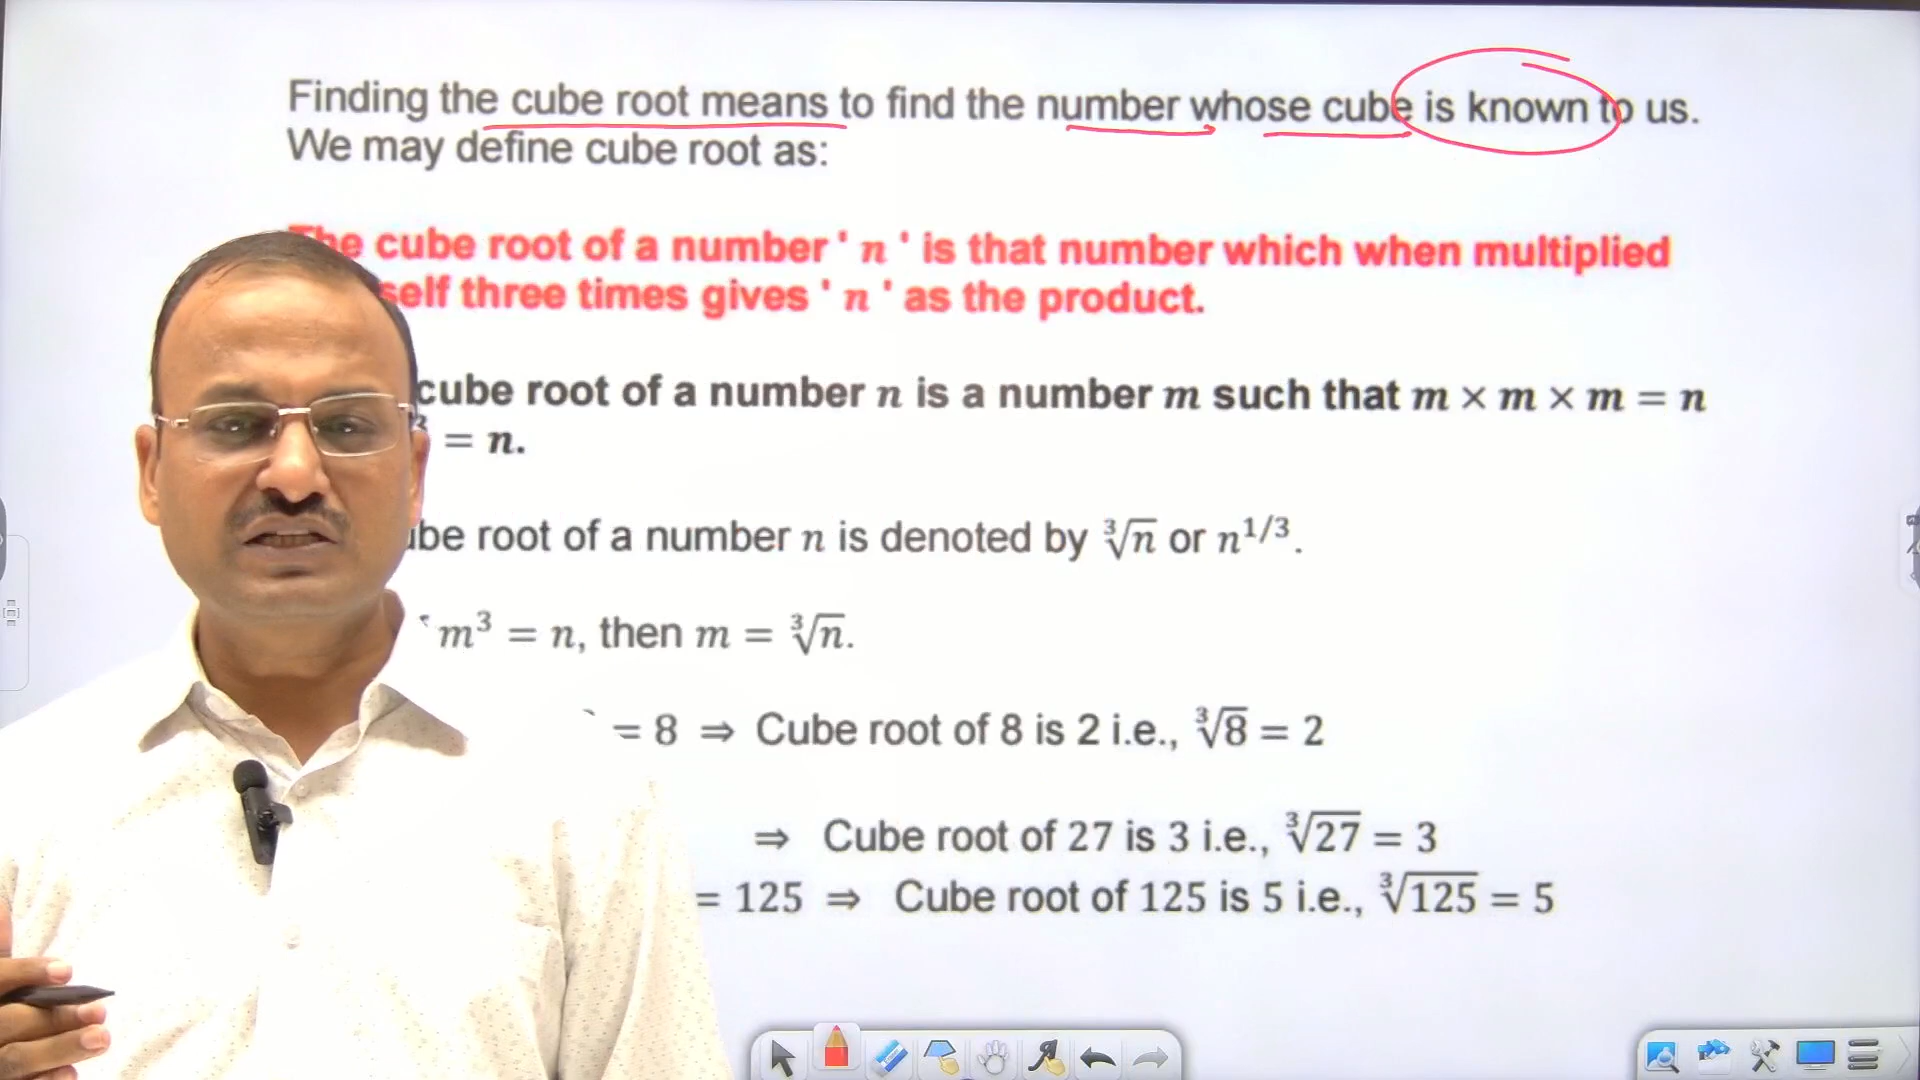 Finding the cube root means to find the number whose cube is known to us.
We may define cube root as:
The cube root of a number ' n ' is that number which when multiplied
self three times gives ' n ' as the product.
cube root of a number n is a number m such that m × m × m = n
= n.
root of a number n is denoted by ∛n or n^{1/3}.
m³ = n, then m = ∛n.
= 8 ⇒ Cube root of 8 is 2 i.e., ∛8 = 2
⇒ Cube root of 27 is 3 i.e., ∛27 = 3
= 125 ⇒ Cube root of 125 is 5 i.e., ∛125 = 5